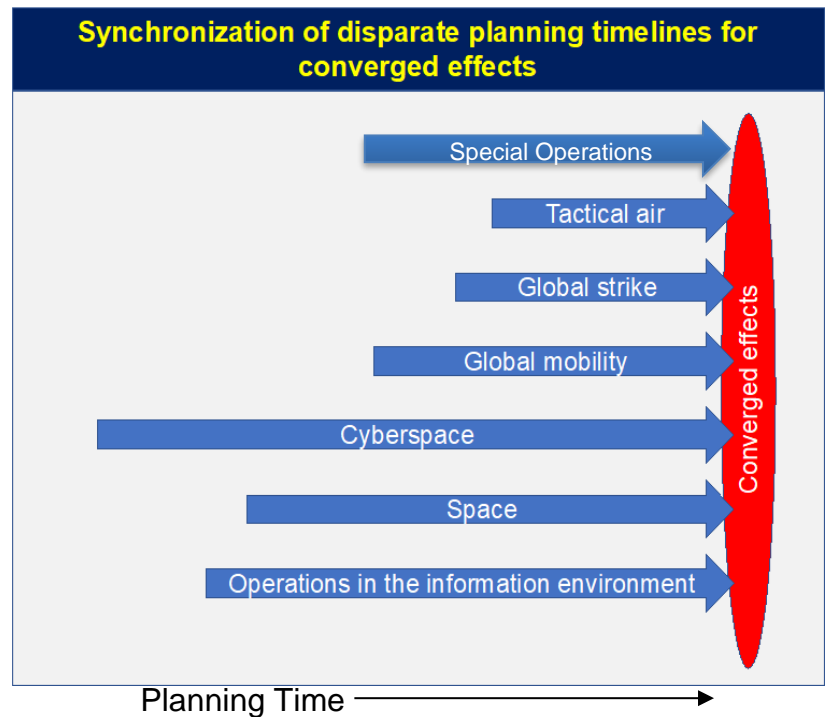 Synchronization of disparate planning timelines for
converged effects
Special Operations
Tactical air
Global strike
Global mobility
Cyberspace
Space
Operations in the information environment
Converged effects
Planning Time